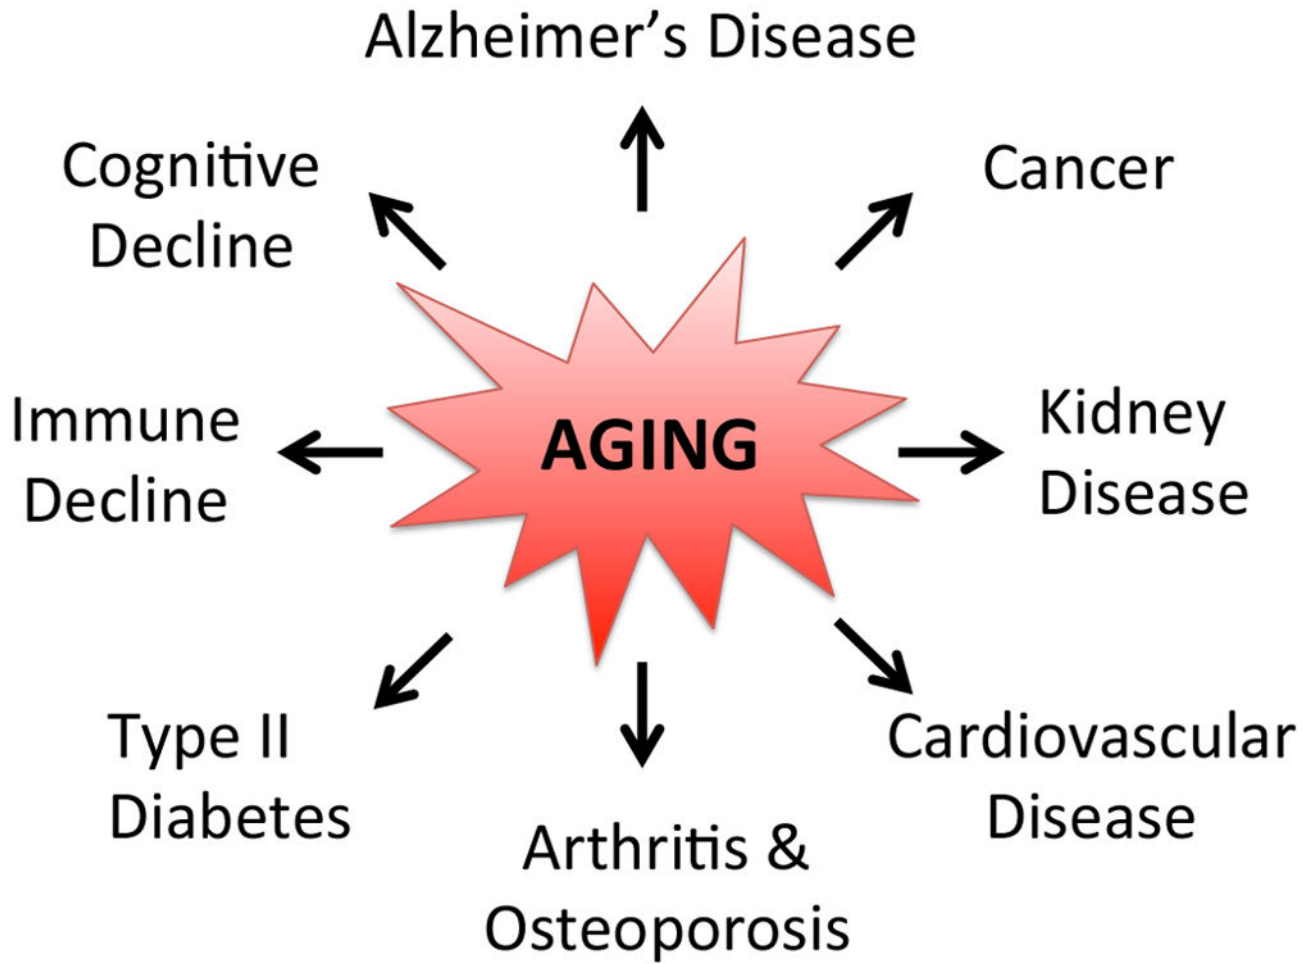 Alzheimer’s Disease
Cognitive
Decline
Cancer
Immune
Decline
AGING
Kidney
Disease
Type II
Diabetes
Cardiovascular
Disease
Arthritis &
Osteoporosis